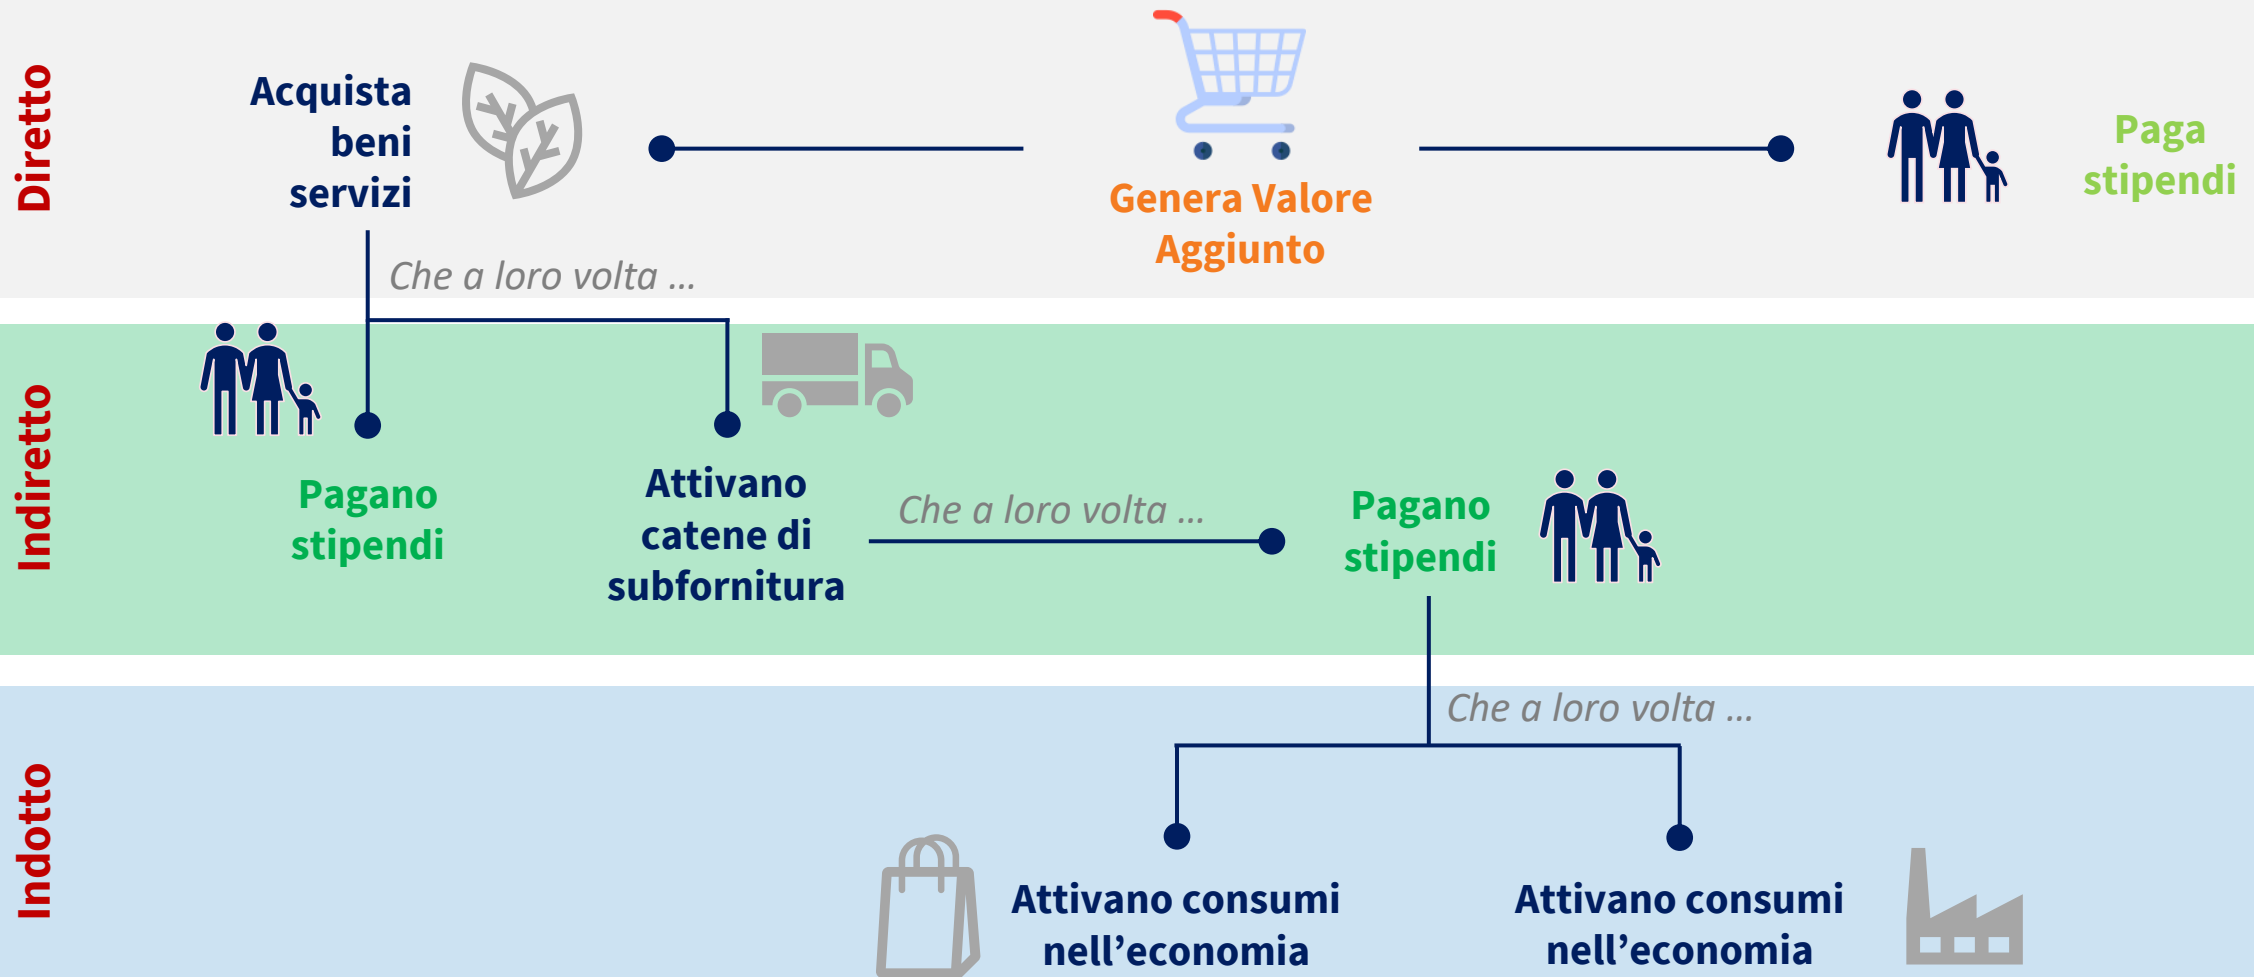 Diretto
Acquista
beni
servizi
Genera Valore
Aggiunto
Paga
stipendi
Che a loro volta ...
Indiretto
Pagano
stipendi
Attivano
catene di
subfornitura
Che a loro volta ...
Pagano
stipendi
Indotto
Che a loro volta ...
Attivano consumi
nell’economia
Attivano consumi
nell’economia